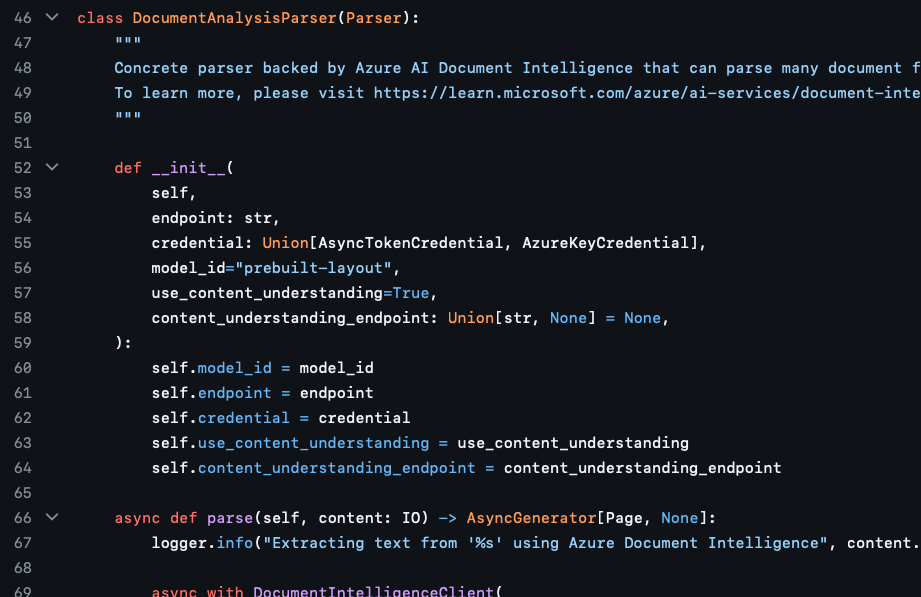 46 class DocumentAnalysisParser(Parser):
47     """
48     Concrete parser backed by Azure AI Document Intelligence that can parse many document f
49     To learn more, please visit https://learn.microsoft.com/azure/ai-services/document-inte
50     """
51
52     def __init__(
53         self,
54         endpoint: str,
55         credential: Union[AsyncTokenCredential, AzureKeyCredential],
56         model_id="prebuilt-layout",
57         use_content_understanding=True,
58         content_understanding_endpoint: Union[str, None] = None,
59     ):
60         self.model_id = model_id
61         self.endpoint = endpoint
62         self.credential = credential
63         self.use_content_understanding = use_content_understanding
64         self.content_understanding_endpoint = content_understanding_endpoint
65
66     async def parse(self, content: IO) -> AsyncGenerator[Page, None]:
67         logger.info("Extracting text from '%s' using Azure Document Intelligence", content.
68
69         async with DocumentIntelligenceClient(